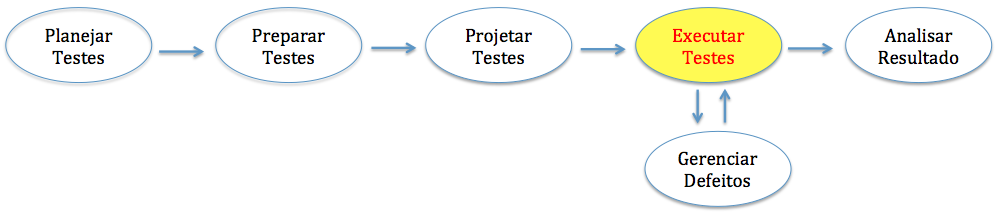 Planejar
Testes
Preparar
Testes
Projetar
Testes
Executar
Testes
Analisar
Resultado
Gerenciar
Defeitos